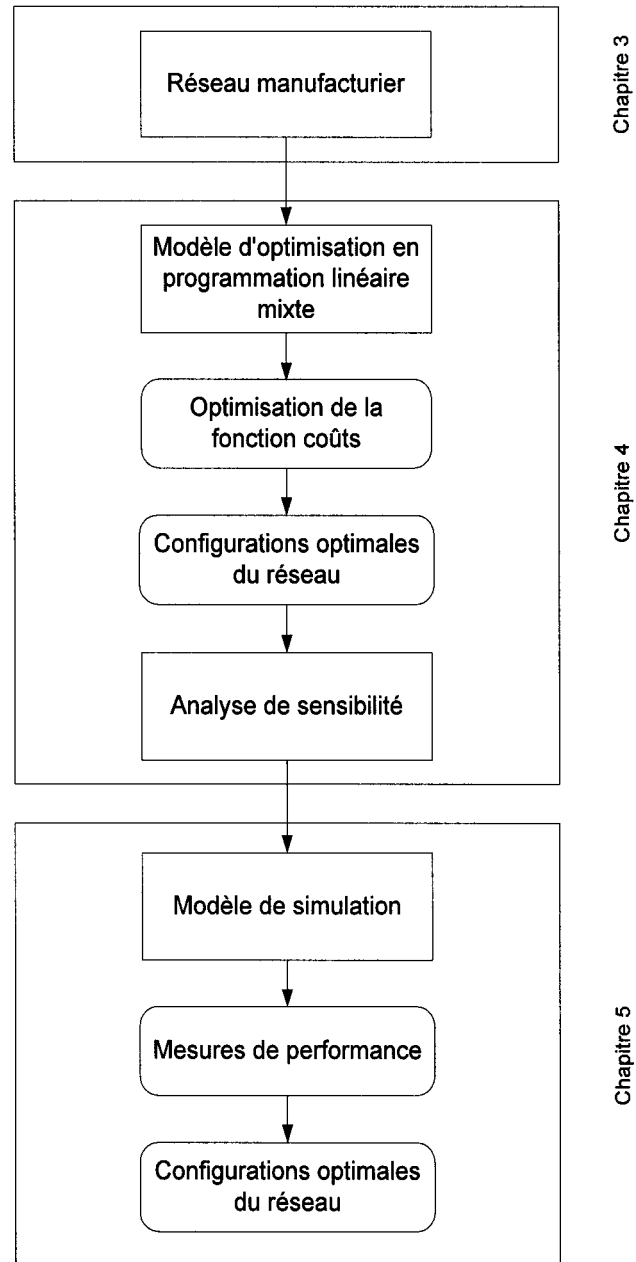 Réseau manufacturier
Chapitre 3
Modèle d'optimisation en
programmation linéaire
mixte
Optimisation de la
fonction coûts
Configurations optimales
du réseau
Analyse de sensibilité
Chapitre 4
Modèle de simulation
Mesures de performance
Configurations optimales
du réseau
Chapitre 5